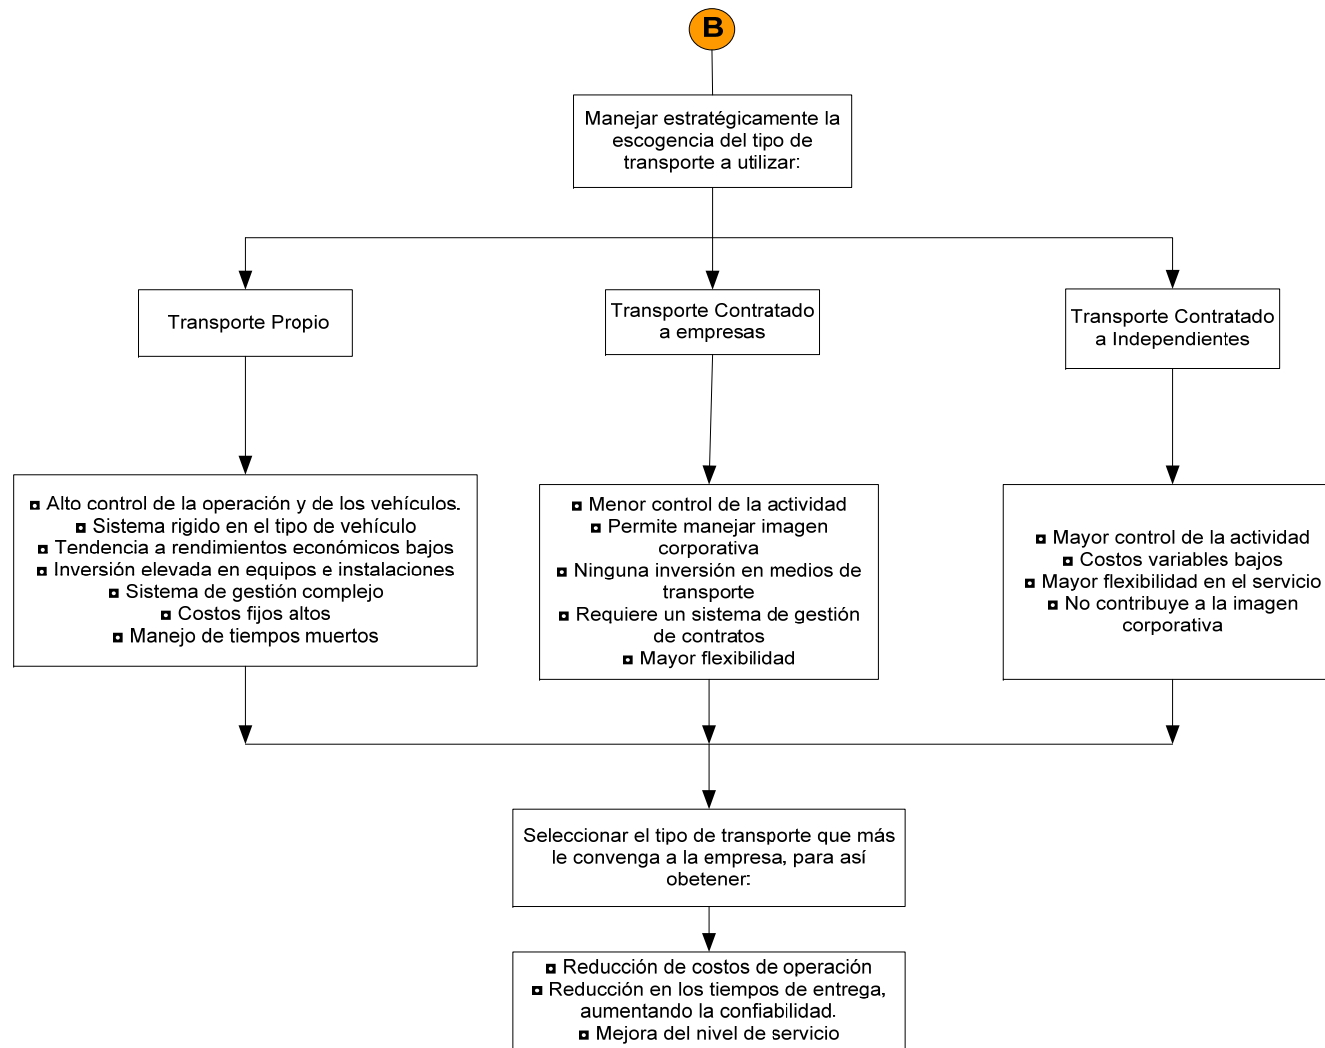 B
Manejar estratégicamente la
escogencia del tipo de
transporte a utilizar:
Transporte Propio
Transporte Contratado
a empresas
Transporte Contratado
a Independientes
◘ Alto control de la operación y de los vehículos.
◘ Sistema rigido en el tipo de vehículo
◘ Tendencia a rendimientos económicos bajos
◘ Inversión elevada en equipos e instalaciones
◘ Sistema de gestión complejo
◘ Costos fijos altos
◘ Manejo de tiempos muertos
◘ Menor control de la actividad
◘ Permite manejar imagen
corporativa
◘ Ninguna inversión en medios de
transporte
◘ Requiere un sistema de gestión
de contratos
◘ Mayor flexibilidad
◘ Mayor control de la actividad
◘ Costos variables bajos
◘ Mayor flexibilidad en el servicio
◘ No contribuye a la imagen
corporativa
Seleccionar el tipo de transporte que más
le convenga a la empresa, para así
obetener:
◘ Reducción de costos de operación
◘ Reducción en los tiempos de entrega,
aumentando la confiabilidad.
◘ Mejora del nivel de servicio